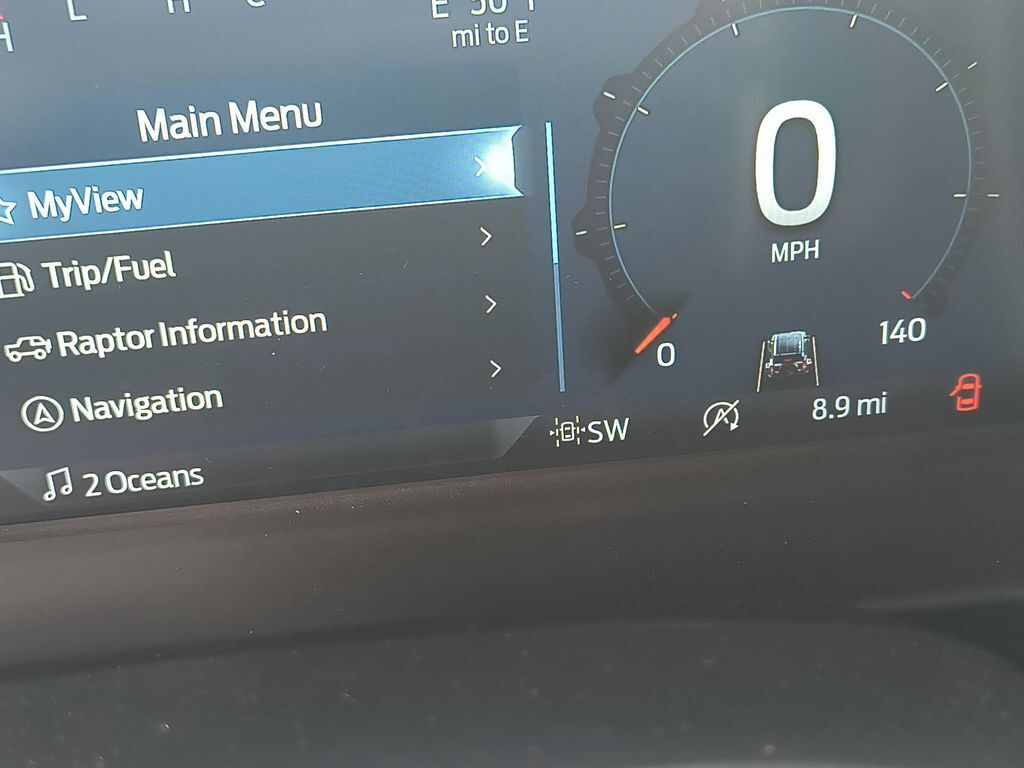 H
mi to E
Main Menu
MyView
Trip/Fuel
Raptor Information
Navigation
2 Oceans
0
MPH
0
140
SW
8.9 mi